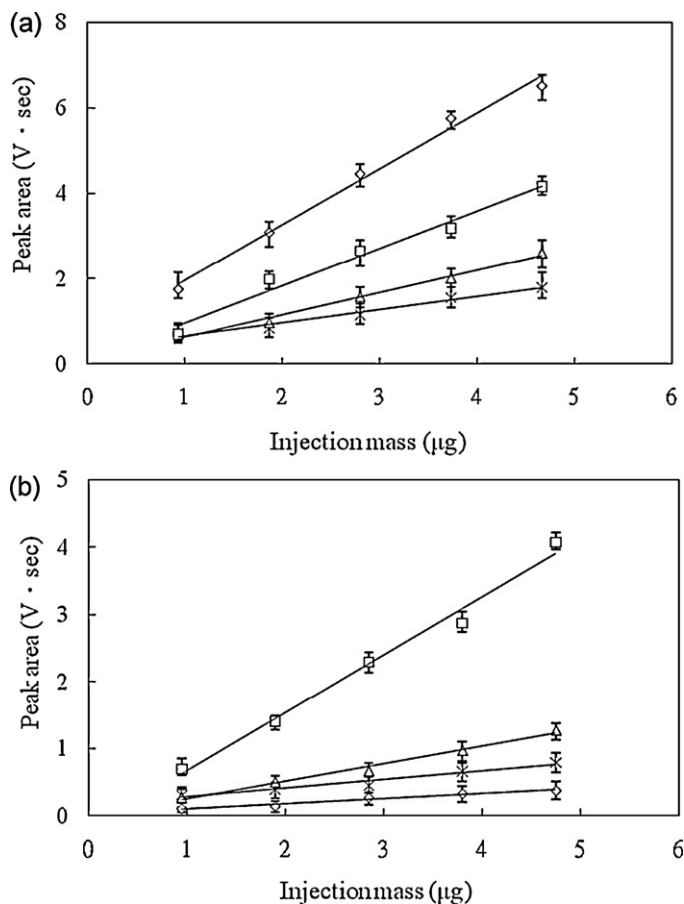 (a)
8
6
4
2
0
Peak area (V・sec)
0 1 2 3 4 5 6
Injection mass (μg)
(b)
5
4
3
2
1
0
Peak area (V・sec)
0 1 2 3 4 5 6
Injection mass (μg)